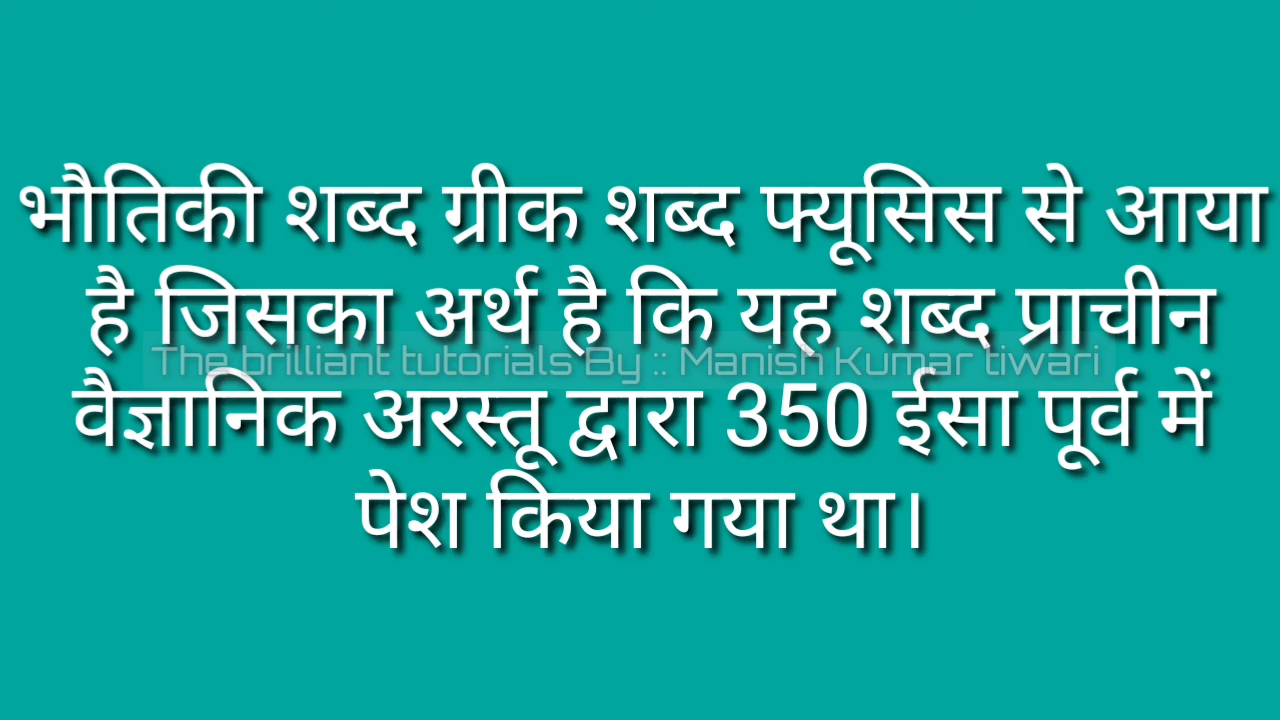 भौतिकी शब्द ग्रीक शब्द फ्यूसिस से आया
है जिसका अर्थ है कि यह शब्द प्राचीन
The brilliant tutorials By :: Manish Kumar tiwari
वैज्ञानिक अरस्तू द्वारा 350 ईसा पूर्व में
पेश किया गया था।